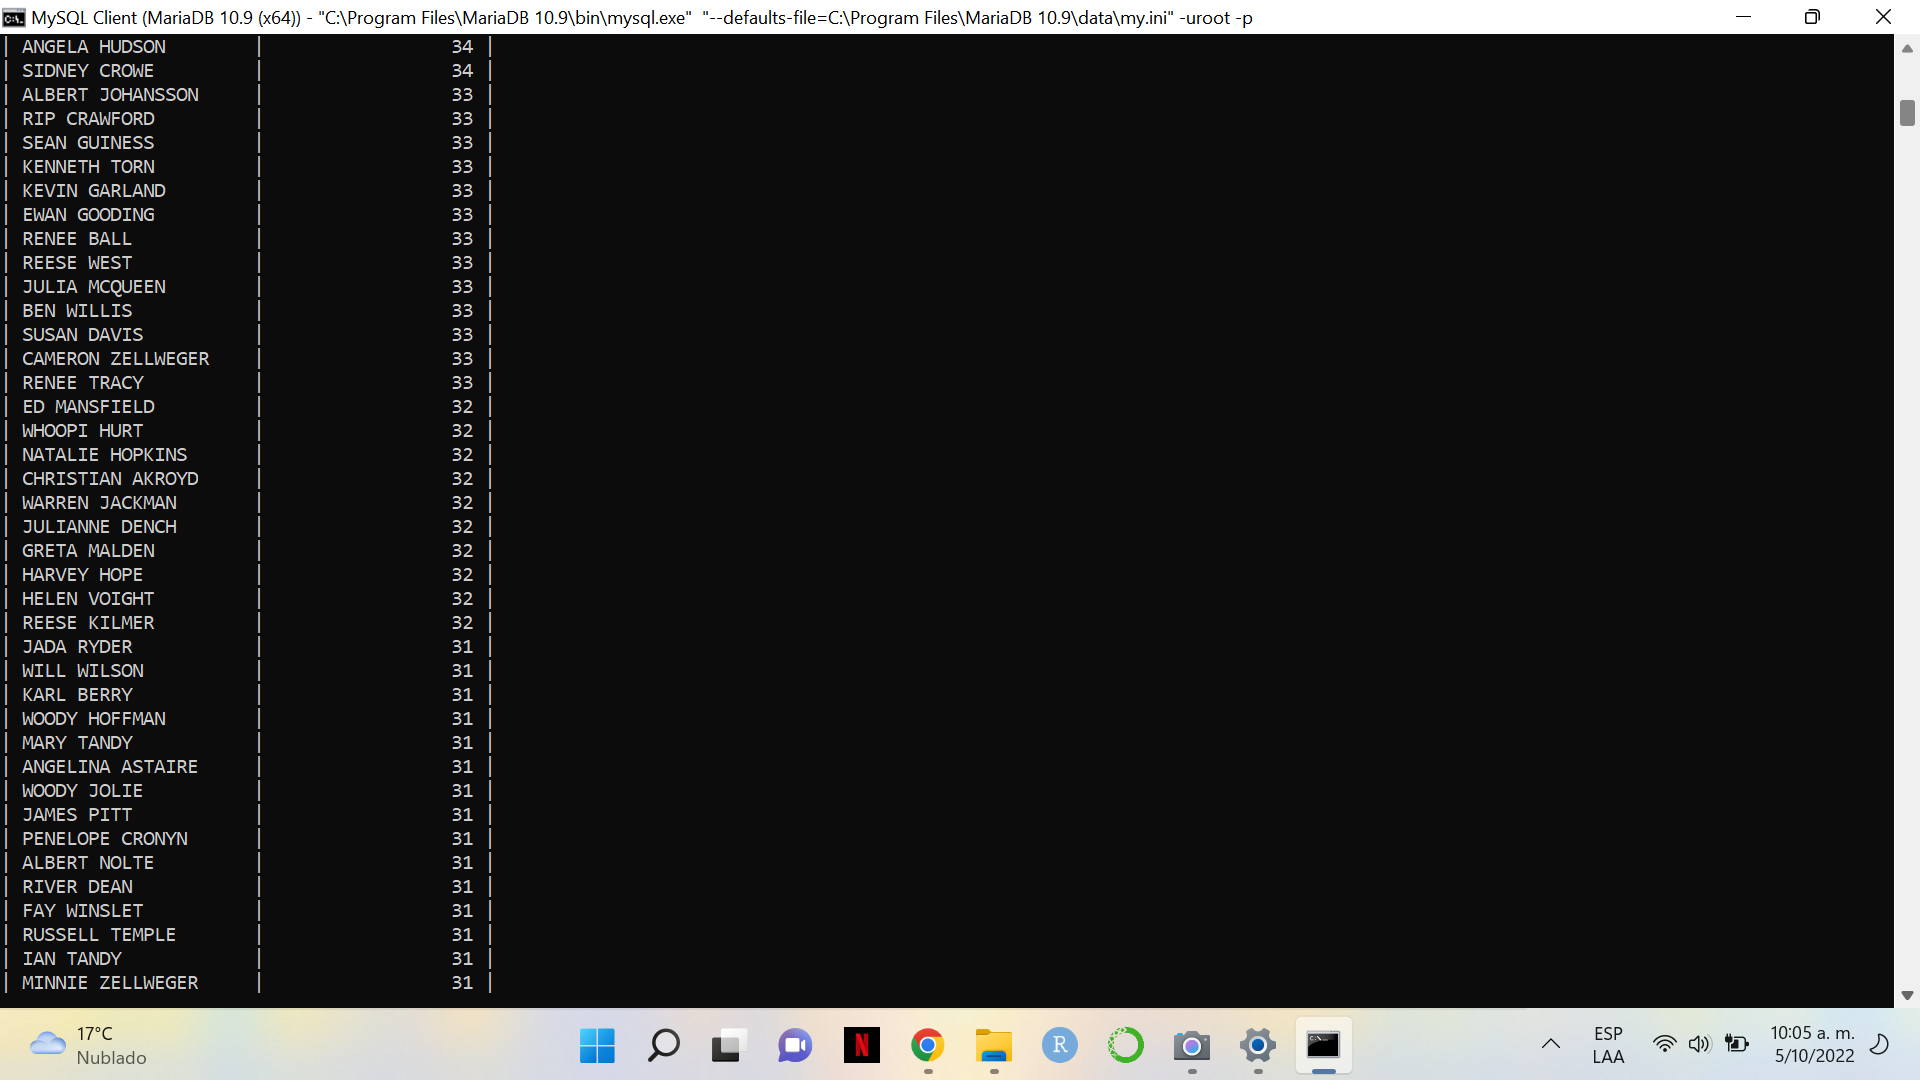 MySQL Client (MariaDB 10.9 (x64)) - "C:\Program Files\MariaDB 10.9\bin\mysql.exe"  "--defaults-file=C:\Program Files\MariaDB 10.9\data\my.ini" -uroot -p
| ANGELA HUDSON | 34 |
| SIDNEY CROWE | 34 |
| ALBERT JOHANSSON | 33 |
| RIP CRAWFORD | 33 |
| SEAN GUINESS | 33 |
| KENNETH TORN | 33 |
| KEVIN GARLAND | 33 |
| EWAN GOODING | 33 |
| RENEE BALL | 33 |
| REESE WEST | 33 |
| JULIA MCQUEEN | 33 |
| BEN WILLIS | 33 |
| SUSAN DAVIS | 33 |
| CAMERON ZELLWEGER | 33 |
| RENEE TRACY | 33 |
| ED MANSFIELD | 32 |
| WHOOPI HURT | 32 |
| NATALIE HOPKINS | 32 |
| CHRISTIAN AKROYD | 32 |
| WARREN JACKMAN | 32 |
| JULIANNE DENCH | 32 |
| GRETA MALDEN | 32 |
| HARVEY HOPE | 32 |
| HELEN VOIGHT | 32 |
| REESE KILMER | 32 |
| JADA RYDER | 31 |
| WILL WILSON | 31 |
| KARL BERRY | 31 |
| WOODY HOFFMAN | 31 |
| MARY TANDY | 31 |
| ANGELINA ASTAIRE | 31 |
| WOODY JOLIE | 31 |
| JAMES PITT | 31 |
| PENELOPE CRONYN | 31 |
| ALBERT NOLTE | 31 |
| RIVER DEAN | 31 |
| FAY WINSLET | 31 |
| RUSSELL TEMPLE | 31 |
| IAN TANDY | 31 |
| MINNIE ZELLWEGER | 31 |
17°C
Nublado
N
R
C:\.
ESP
LAA
10:05 a. m.
5/10/2022